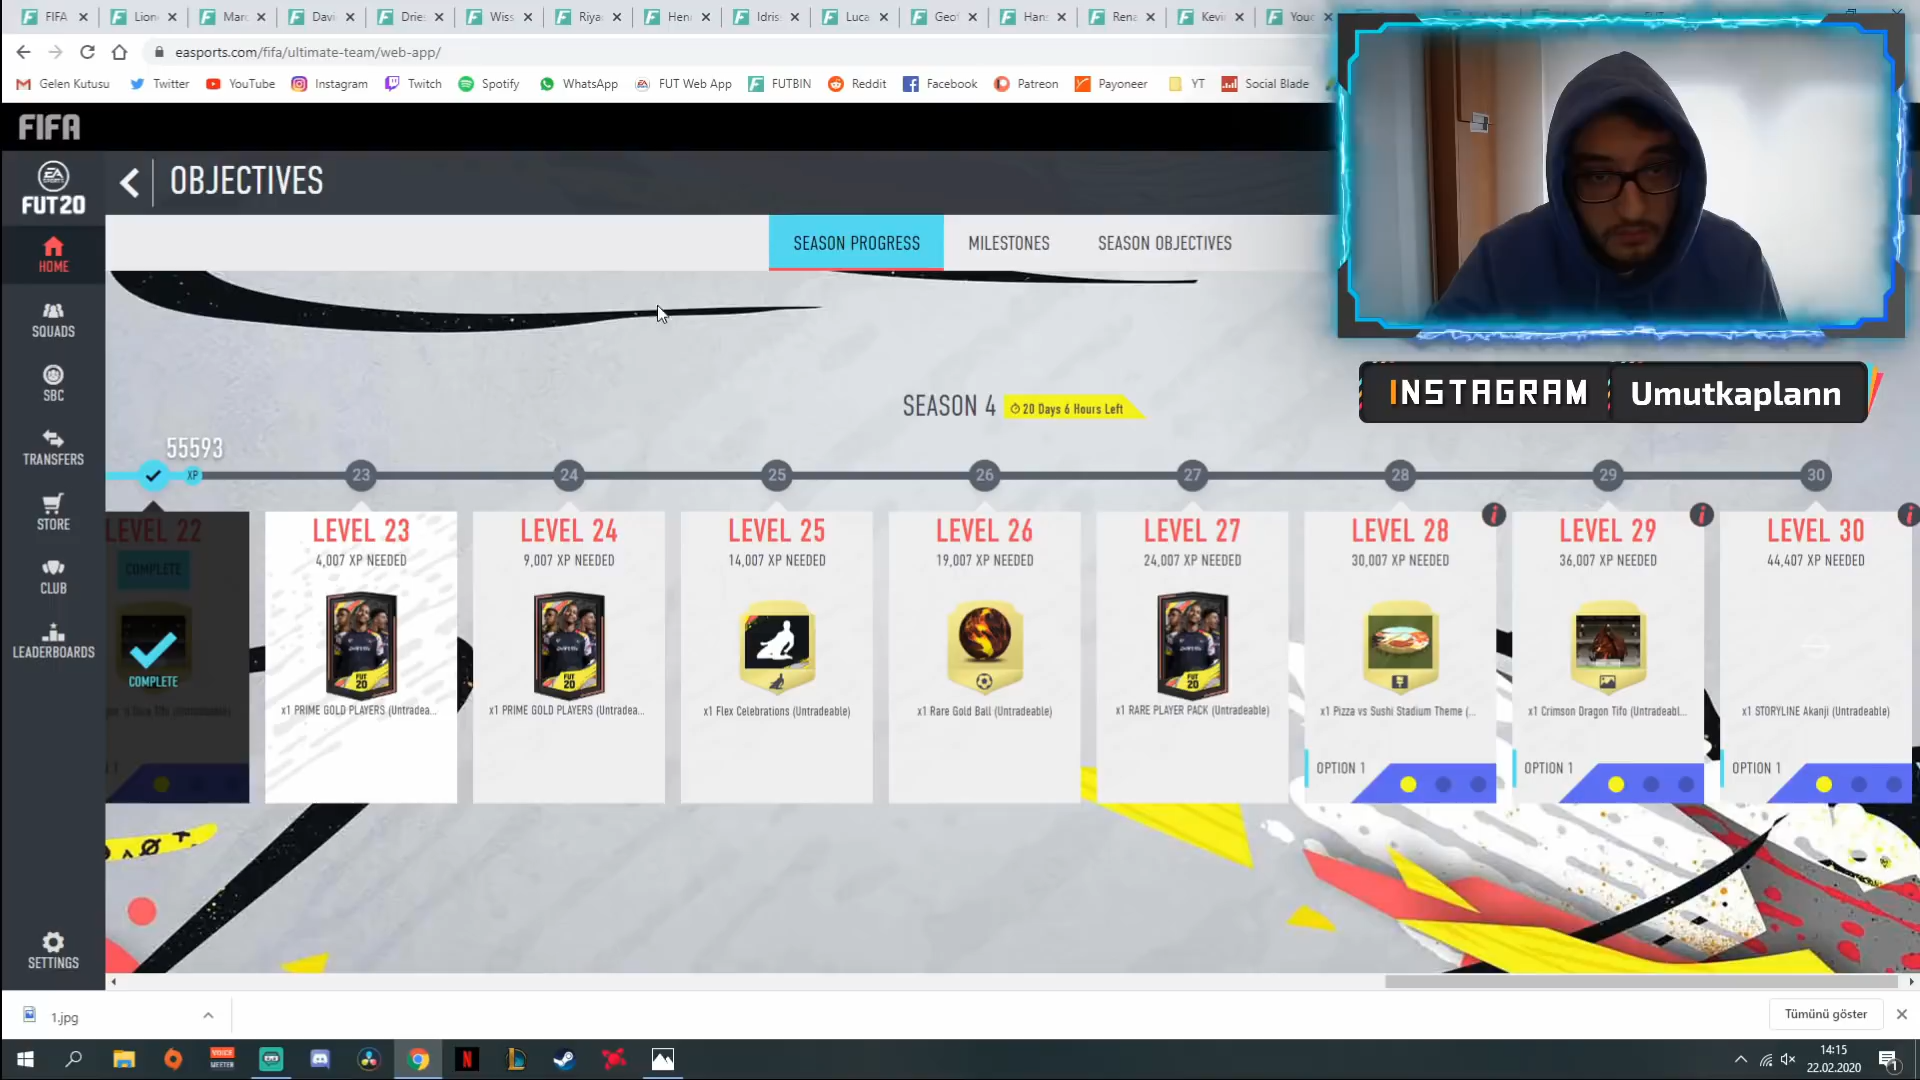 FIFA
Lion
Marc
Davi
Dries
Wiss
Riya
Hen
Idris
Luca
Geof
Hans
Rena
Kevi
Youc
easports.com/fifa/ultimate-team/web-app/
Gelen Kutusu
Twitter
YouTube
Instagram
Twitch
Spotify
WhatsApp
FUT Web App
FUTBIN
Reddit
Facebook
Patreon
Payoneer
YT
Social Blade
FIFA
EA SPORTS
FUT20
OBJECTIVES
SEASON PROGRESS
MILESTONES
SEASON OBJECTIVES
INSTAGRAM
Umutkaplann
HOME
SQUADS
SBC
TRANSFERS
STORE
CLUB
LEADERBOARDS
SETTINGS
SEASON 4
20 Days 6 Hours Left
55593
XP
23
24
25
26
27
28
29
30
LEVEL 22
COMPLETE
COMPLETE
LEVEL 23
4,007 XP NEEDED
x1 PRIME GOLD PLAYERS (Untradea...
LEVEL 24
9,007 XP NEEDED
x1 PRIME GOLD PLAYERS (Untradea...
LEVEL 25
14,007 XP NEEDED
x1 Flex Celebrations (Untradeable)
LEVEL 26
19,007 XP NEEDED
x1 Rare Gold Ball (Untradeable)
LEVEL 27
24,007 XP NEEDED
x1 RARE PLAYER PACK (Untradeable)
LEVEL 28
30,007 XP NEEDED
x1 Pizza vs Sushi Stadium Theme (...
OPTION 1
LEVEL 29
36,007 XP NEEDED
x1 Crimson Dragon Tifo (Untradeabl...
OPTION 1
LEVEL 30
44,407 XP NEEDED
x1 STORYLINE Akanji (Untradeable)
OPTION 1
1.jpg
Tümünü göster
14:15
22.02.2020